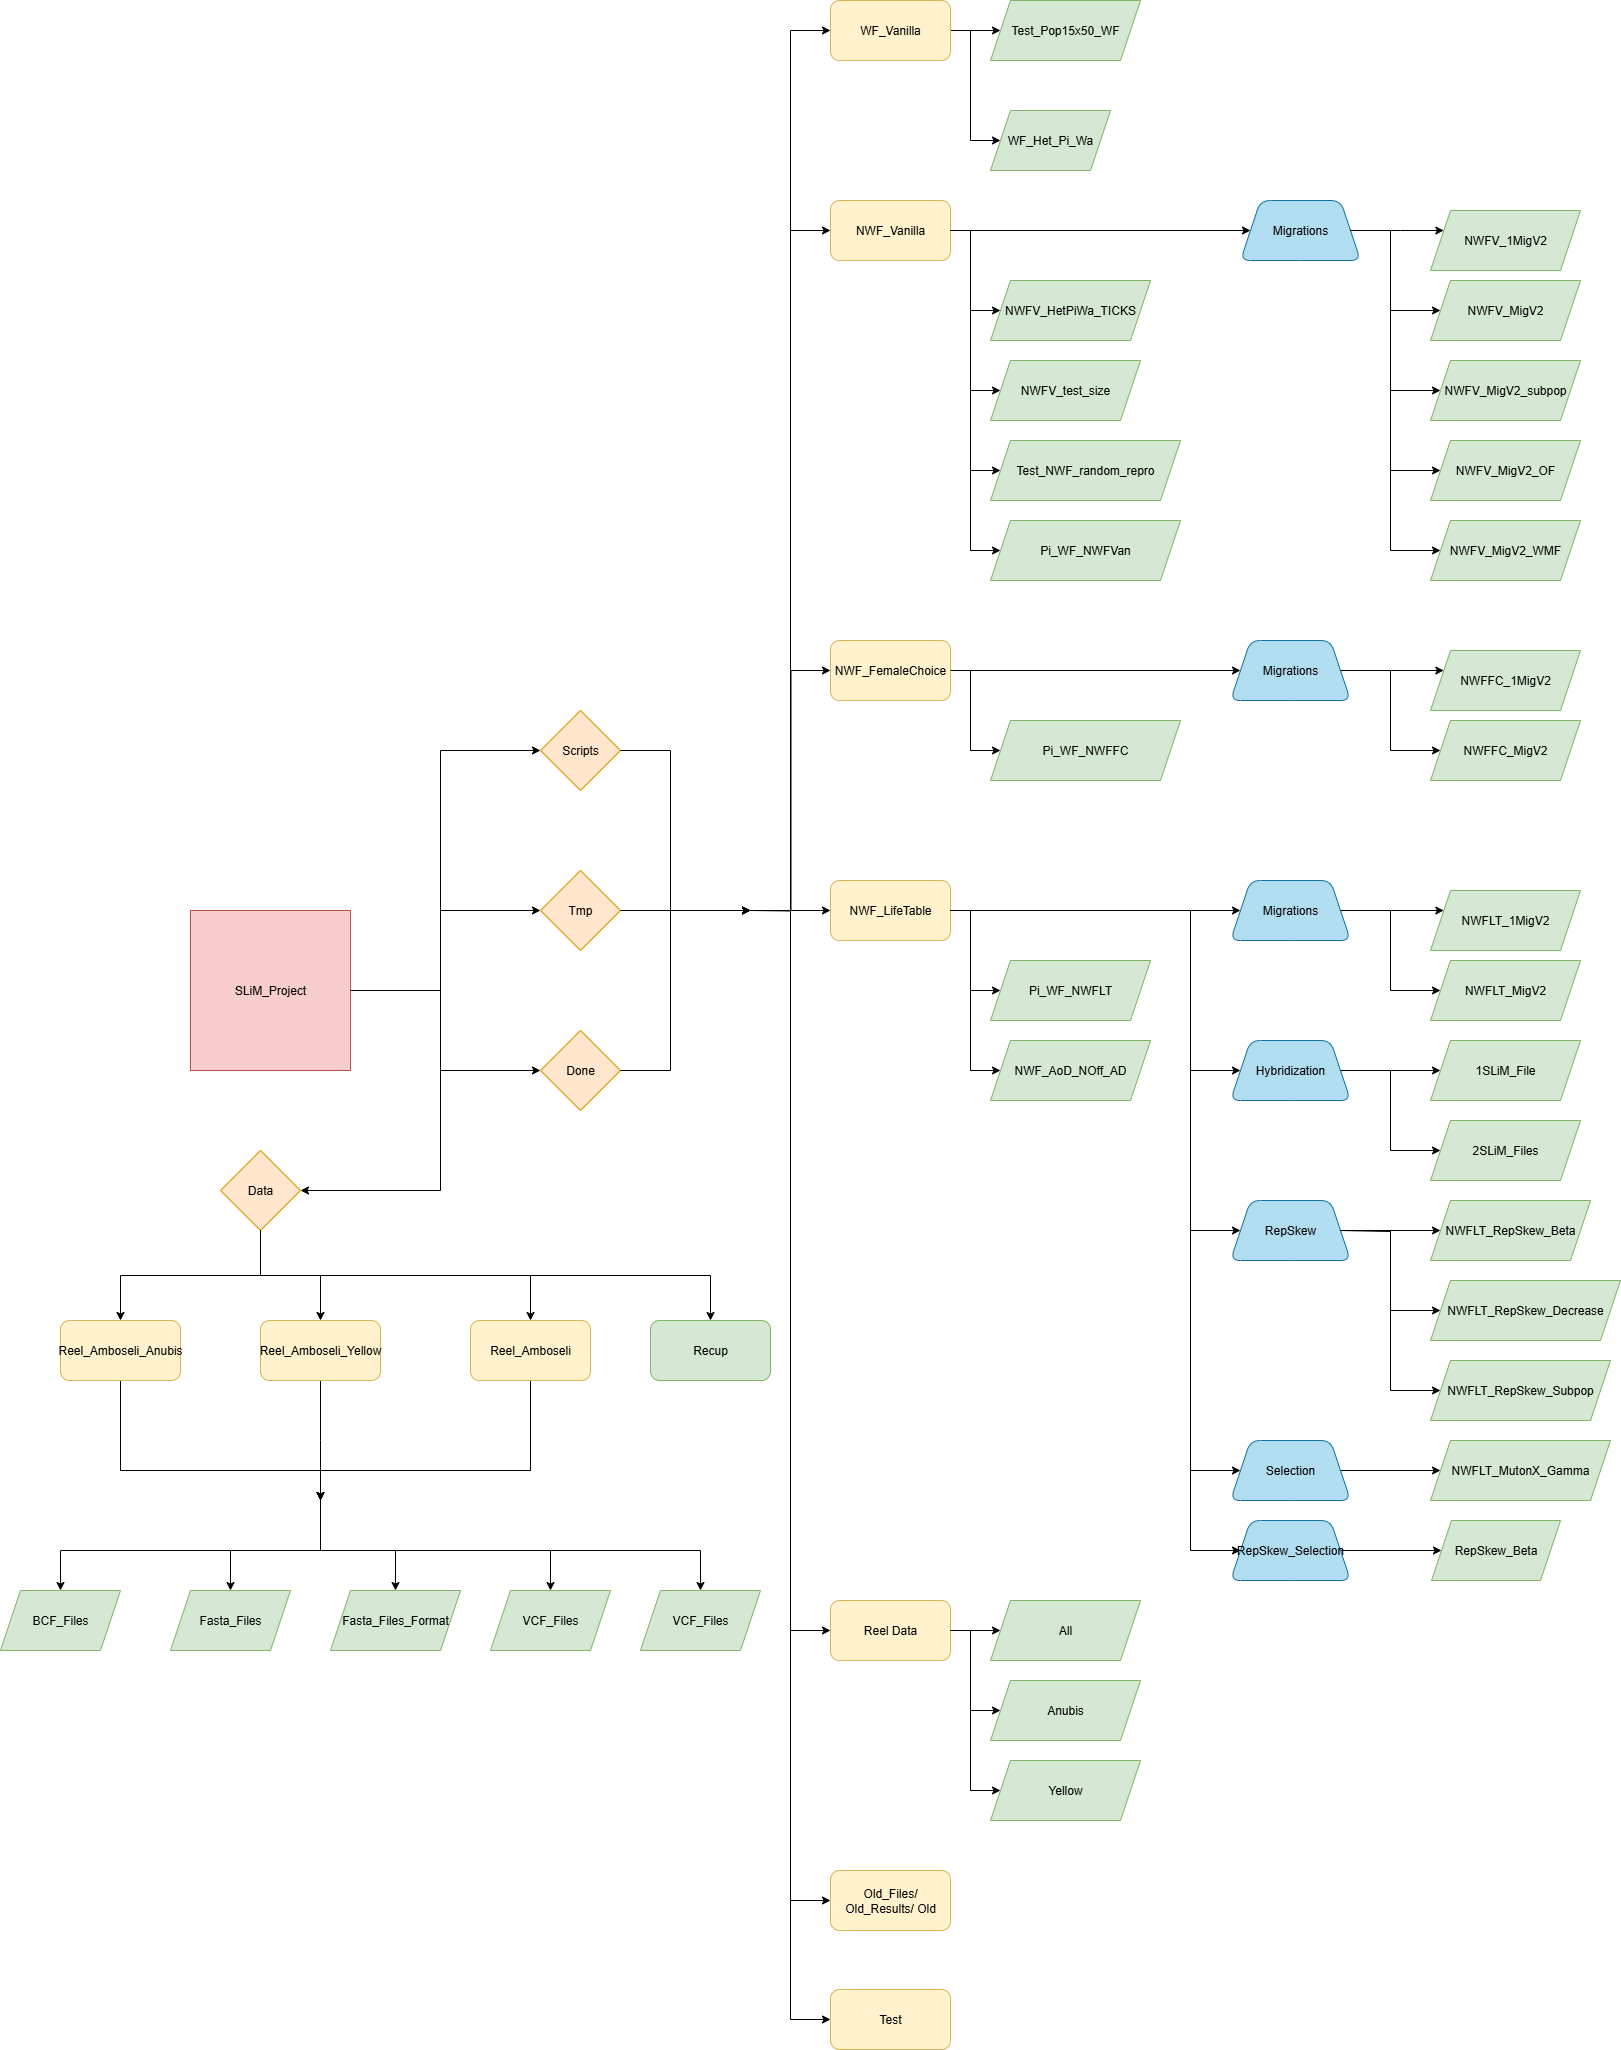 WF_Vanilla
Test_Pop15x50_WF
WF_Het_Pi_Wa
NWF_Vanilla
Migrations
NWFV_1MigV2
NWFV_HetPiWa_TICKS
NWFV_MigV2
NWFV_test_size
NWFV_MigV2_subpop
Test_NWF_random_repro
NWFV_MigV2_OF
Pi_WF_NWFVan
NWFV_MigV2_WMF
NWF_FemaleChoice
Migrations
NWFFC_1MigV2
Scripts
Pi_WF_NWFFC
NWFFC_MigV2
Tmp
NWF_LifeTable
Migrations
NWFLT_1MigV2
SLiM_Project
Pi_WF_NWFLT
NWFLT_MigV2
Done
NWF_AoD_NOff_AD
Hybridization
1SLiM_File
2SLiM_Files
Data
RepSkew
NWFLT_RepSkew_Beta
NWFLT_RepSkew_Decrease
Reel_Amboseli_Anubis
Reel_Amboseli_Yellow
Reel_Amboseli
Recup
NWFLT_RepSkew_Subpop
Selection
NWFLT_MutonX_Gamma
RepSkew_Selection
RepSkew_Beta
BCF_Files
Fasta_Files
Fasta_Files_Format
VCF_Files
VCF_Files
Reel Data
All
Anubis
Yellow
Old_Files/
Old_Results/ Old
Test